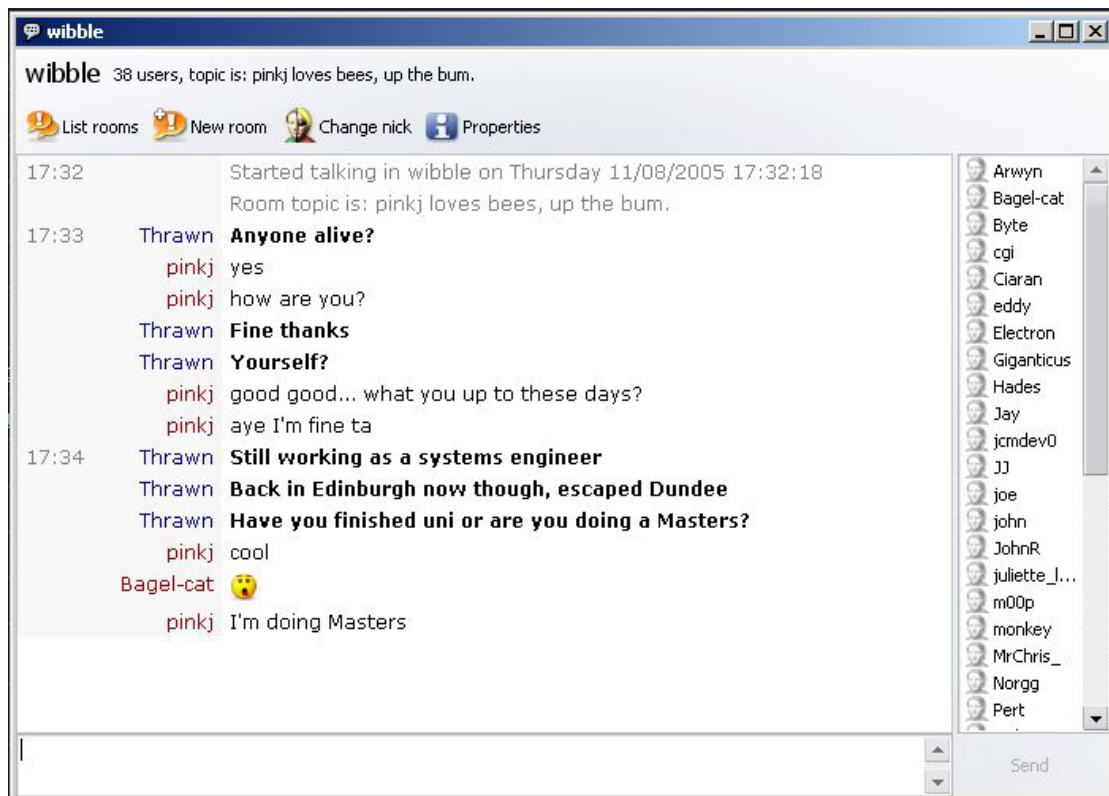 wibble
wibble 38 users, topic is: pinkj loves bees, up the bum.
List rooms New room Change nick Properties
17:32 Started talking in wibble on Thursday 11/08/2005 17:32:18
Room topic is: pinkj loves bees, up the bum.
17:33 Thrawn Anyone alive?
pinkj yes
pinkj how are you?
Thrawn Fine thanks
Thrawn Yourself?
pinkj good good... what you up to these days?
pinkj aye I'm fine ta
17:34 Thrawn Still working as a systems engineer
Thrawn Back in Edinburgh now though, escaped Dundee
Thrawn Have you finished uni or are you doing a Masters?
pinkj cool
Bagel-cat
pinkj I'm doing Masters
Arwyn
Bagel-cat
Byte
cgi
Ciaran
eddy
Electron
Giganticus
Hades
Jay
jcmdev0
JJ
joe
john
JohnR
juliette_l...
m00p
monkey
MrChris_
Norgg
Pert
Send